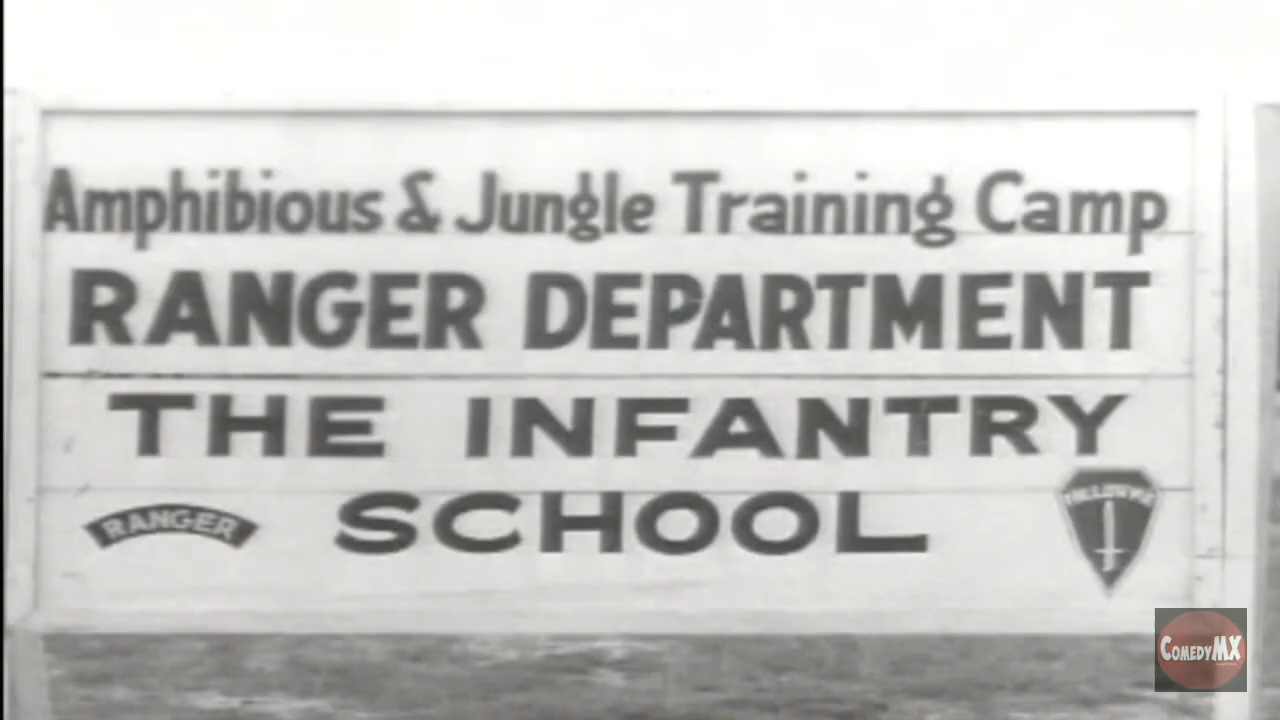 Amphibious & Jungle Training Camp
RANGER DEPARTMENT
THE INFANTRY
SCHOOL
RANGER
COMEDYMX